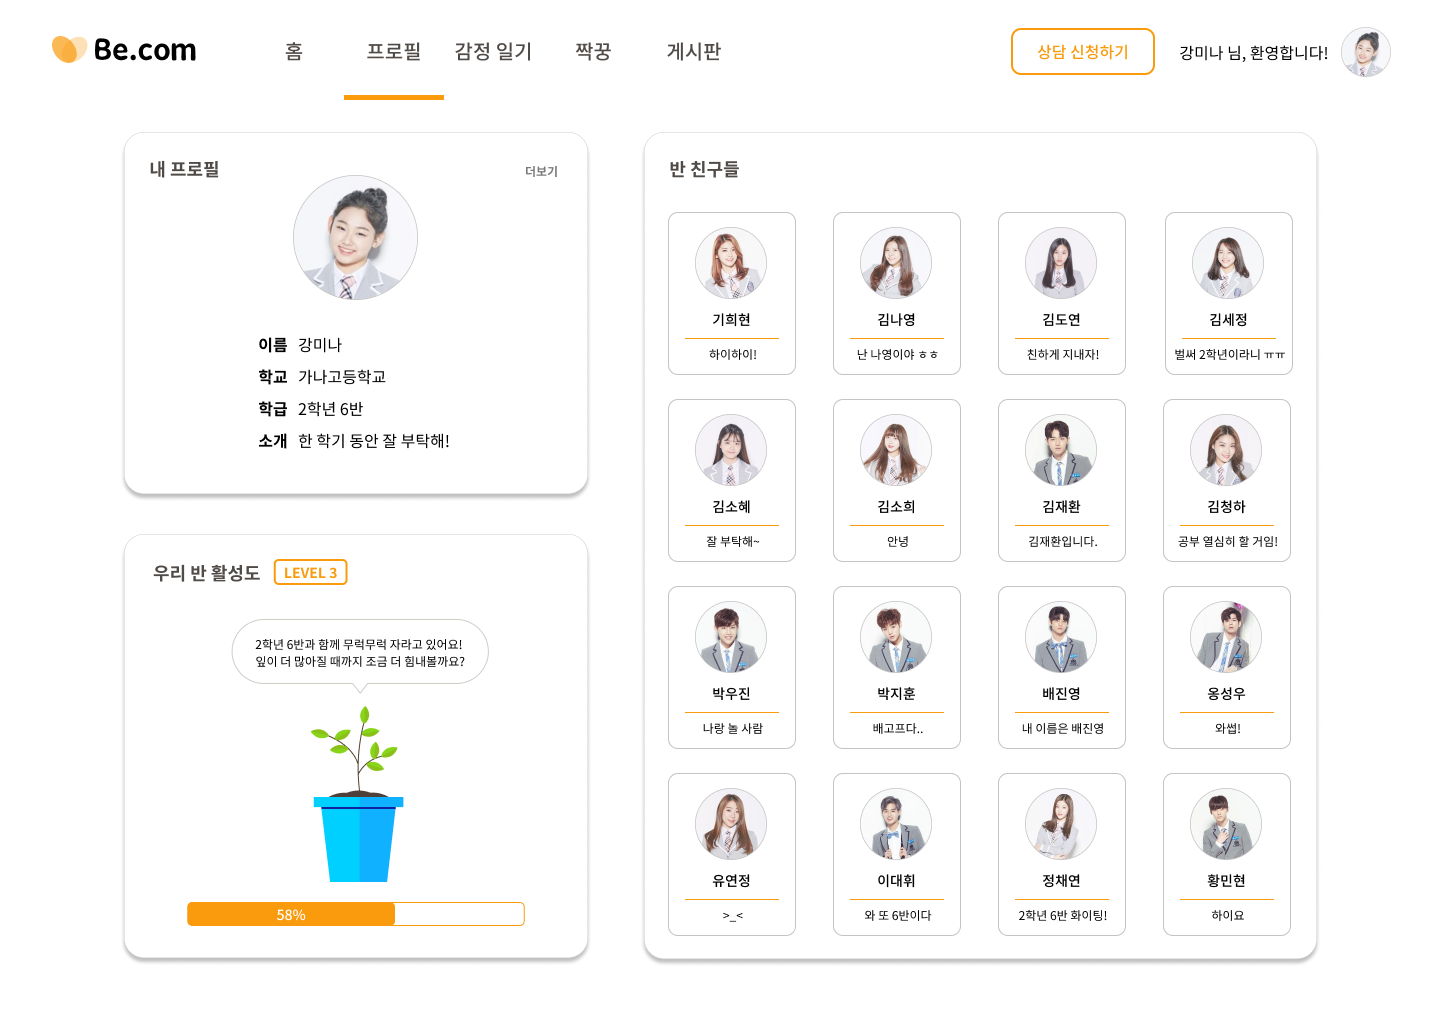 Be.com
홈
프로필
감정 일기
짝꿍
게시판
상담 신청하기
강미나 님, 환영합니다!
내 프로필
더보기
이름 강미나
학교 가나고등학교
학급 2학년 6반
소개 한 학기 동안 잘 부탁해!
우리 반 활성도
LEVEL 3
2학년 6반과 함께 무럭무럭 자라고 있어요!
잎이 더 많아질 때까지 조금 더 힘내볼까요?
58%
반 친구들
기희현
하이하이!
김나영
난 나영이야 ㅎㅎ
김도연
친하게 지내자!
김세정
벌써 2학년이라니 ㅠㅠ
김소혜
잘 부탁해~
김소희
안녕
김재환
김재환입니다.
김청하
공부 열심히 할 거임!
박우진
나랑 놀 사람
박지훈
배고프다..
배진영
내 이름은 배진영
옹성우
와썹!
유연정
>_<
이대휘
와 또 6반이다
정채연
2학년 6반 화이팅!
황민현
하이요